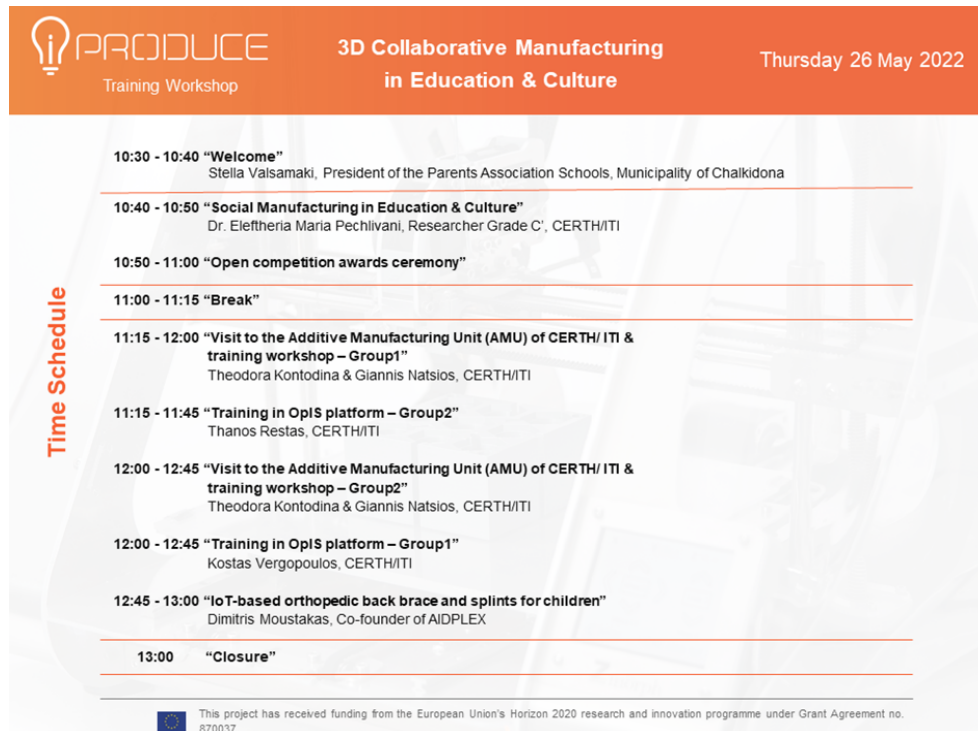 iPRODUCE
Training Workshop
3D Collaborative Manufacturing
in Education & Culture
Thursday 26 May 2022
Time Schedule
10:30 - 10:40 “Welcome”
Stella Valsamaki, President of the Parents Association Schools, Municipality of Chalkidona
10:40 - 10:50 “Social Manufacturing in Education & Culture”
Dr. Eleftheria Maria Pechlivani, Researcher Grade C’, CERTH/ITI
10:50 - 11:00 “Open competition awards ceremony”
11:00 - 11:15 “Break”
11:15 - 12:00 “Visit to the Additive Manufacturing Unit (AMU) of CERTH/ ITI &
training workshop – Group1”
Theodora Kontodina & Giannis Natsios, CERTH/ITI
11:15 - 11:45 “Training in OpIS platform – Group2”
Thanos Restas, CERTH/ITI
12:00 - 12:45 “Visit to the Additive Manufacturing Unit (AMU) of CERTH/ ITI &
training workshop – Group2”
Theodora Kontodina & Giannis Natsios, CERTH/ITI
12:00 - 12:45 “Training in OpIS platform – Group1”
Kostas Vergopoulos, CERTH/ITI
12:45 - 13:00 “IoT-based orthopedic back brace and splints for children”
Dimitris Moustakas, Co-founder of AIDPLEX
13:00 “Closure”
This project has received funding from the European Union's Horizon 2020 research and innovation programme under Grant Agreement no.
870037